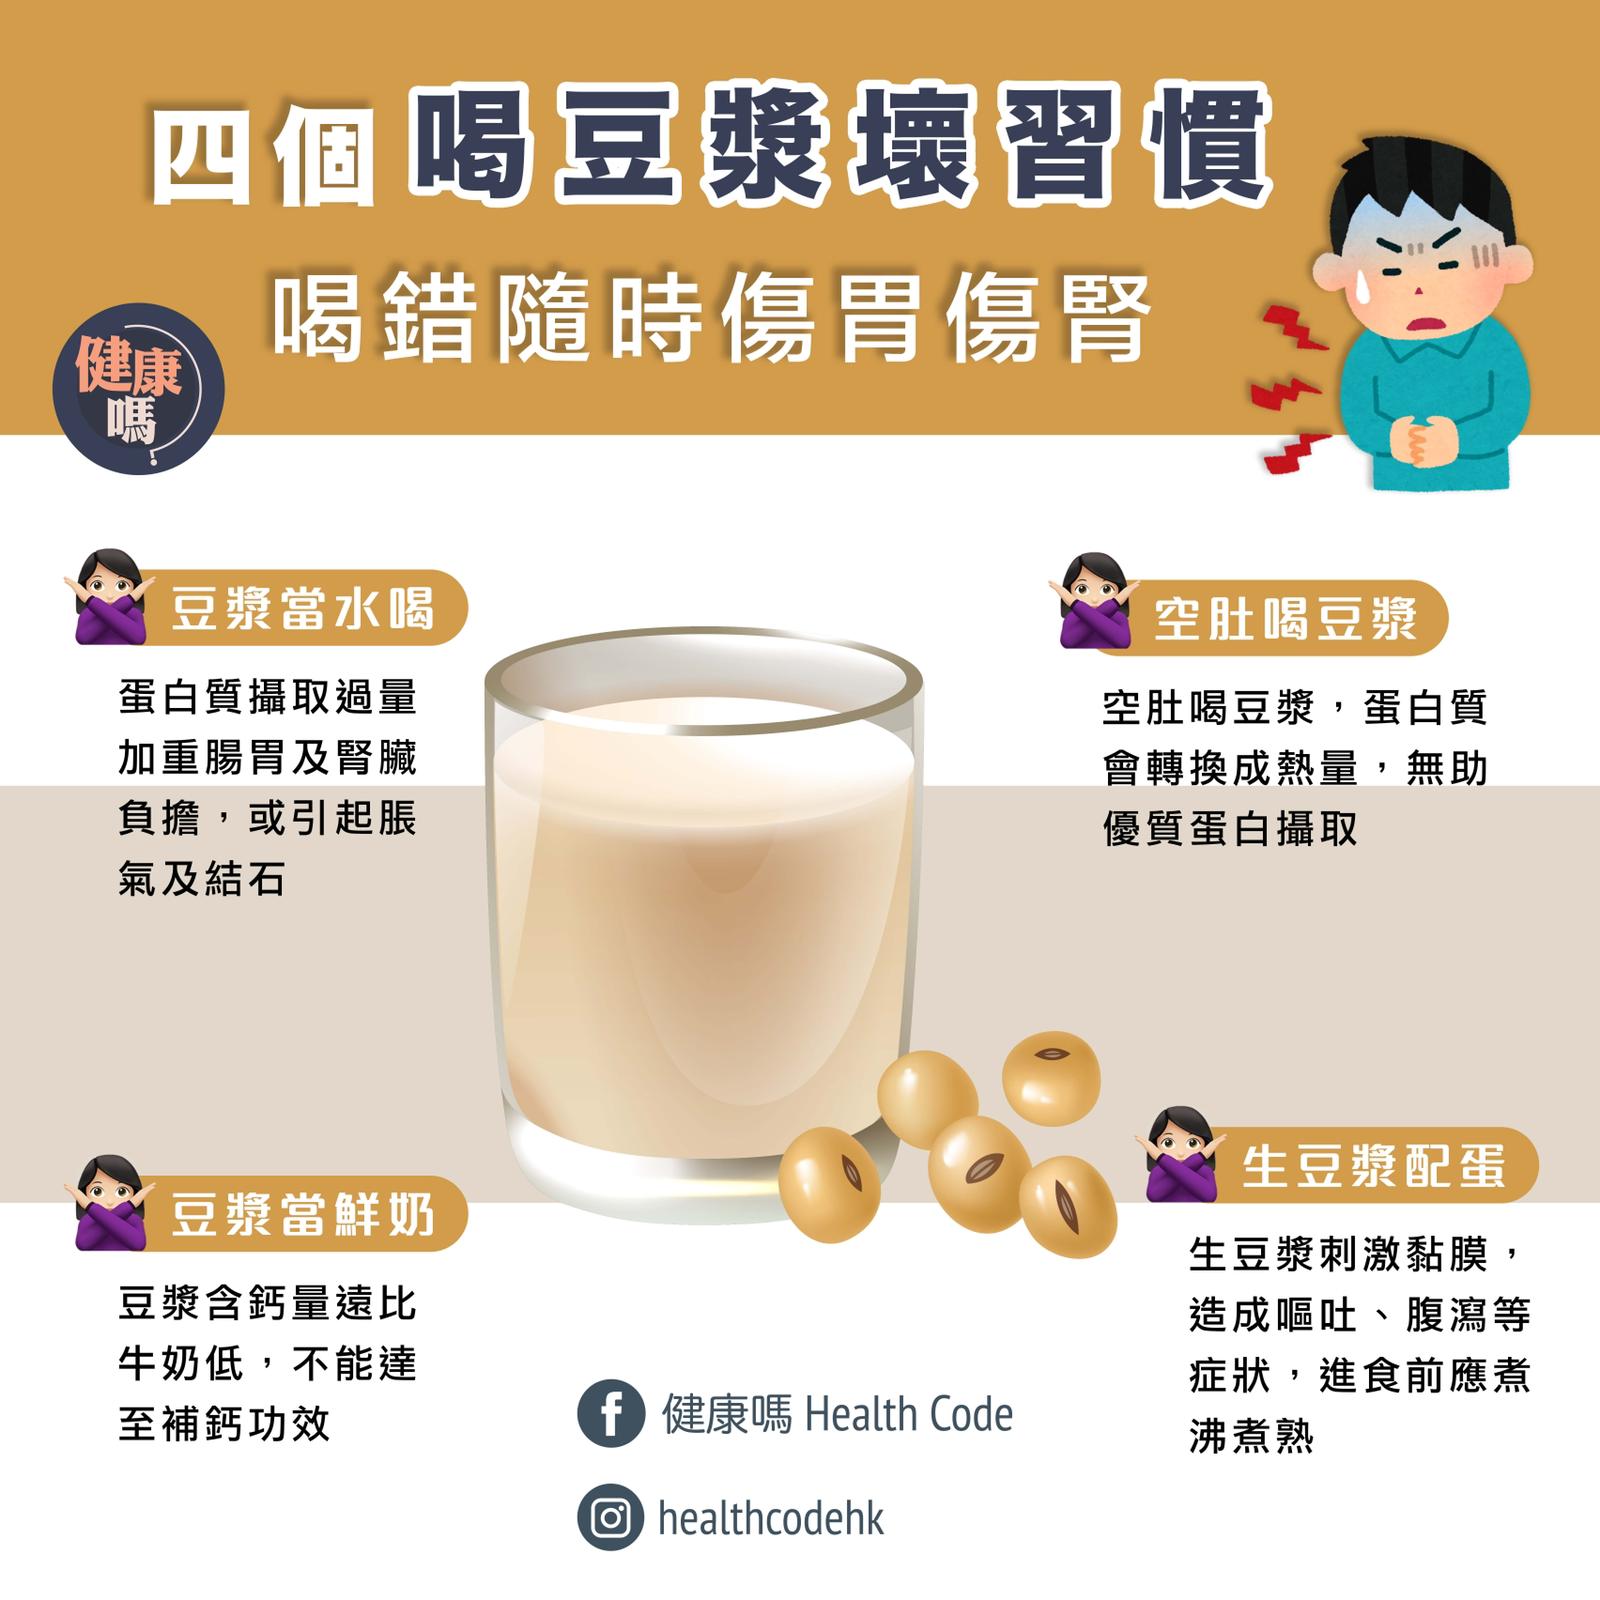 四個喝豆漿壞習慣
喝錯隨時傷胃傷腎
健康
嗎?
豆漿當水喝
蛋白質攝取過量
加重腸胃及腎臟
負擔，或引起脹
氣及結石
空肚喝豆漿
空肚喝豆漿，蛋白質
會轉換成熱量，無助
優質蛋白攝取
豆漿當鮮奶
豆漿含鈣量遠比
牛奶低，不能達
至補鈣功效
生豆漿配蛋
生豆漿刺激黏膜，
造成嘔吐、腹瀉等
症狀，進食前應煮
沸煮熟
健康嗎 Health Code
healthcodehk